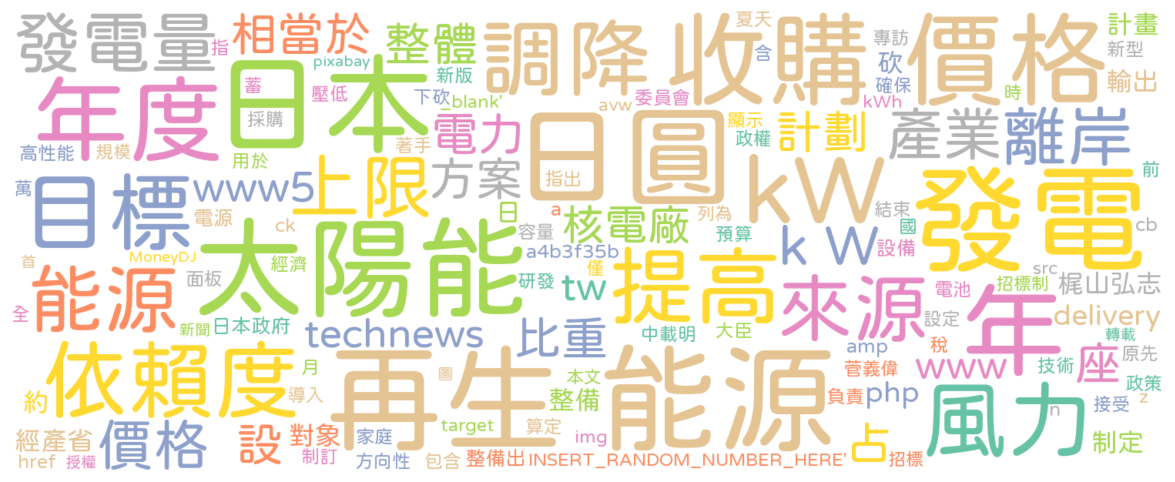 發電量 指 相當於 整體 調降 收購 價格 夏天 含 專訪 計畫
pixabay 新版 砍 新型
年度 蓄 日本 壓低 下砍 _blank' avw 委員會 kWh 確保 時 輸出
採購 電力 日圓 顯示 計劃 產業 離岸
高性能 規模 用於 著手 政權
萬 目標 www5 上限 方案 指出 kW 發電 前
電源 ck 太陽能 日 a 核電廠 列為 結束 國 cb
容量 a4b3f35b 預算 k W 設備
首 MoneyDJ 經濟 僅 提高 來源 src 梶山弘志
能源 面板 研發 tw 電池 招標制 年
全 新聞 日本政府 technews 比重 中載明 大臣 設定 delivery 轉載
依賴度 月 再生能源 amp 稅 www 技術 原先
約 導入 圖 本文 菅義偉 座 政策
target 整備 負責 php n 接受 z
經產省 價格 設 對象 家庭 算定 img 風力 制定
href 授權 制訂 方向性 包含 整備出 INSERT_RANDOM_NUMBER_HERE' 占 招標